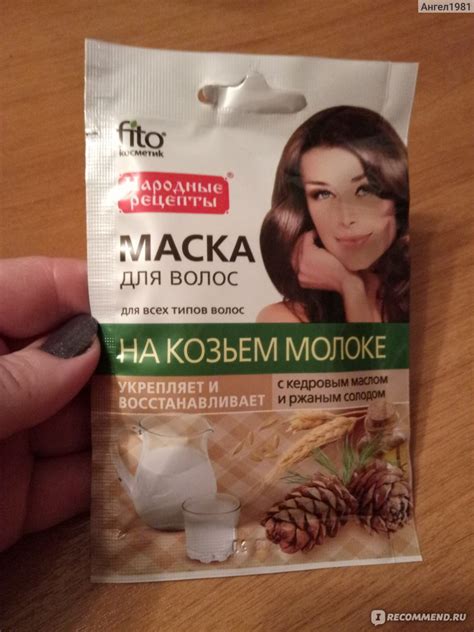 Ангел1981
fito®
косметик
Народные®
рецепты
МАСКА
ДЛЯ ВОЛОС
ДЛЯ ВСЕХ ТИПОВ ВОЛОС
НА КОЗЬЕМ МОЛОКЕ
УКРЕПЛЯЕТ И
ВОССТАНАВЛИВАЕТ
С КЕДРОВЫМ МАСЛОМ
И РЖАНЫМ СОЛОДОМ
I RECOMMEND.RU